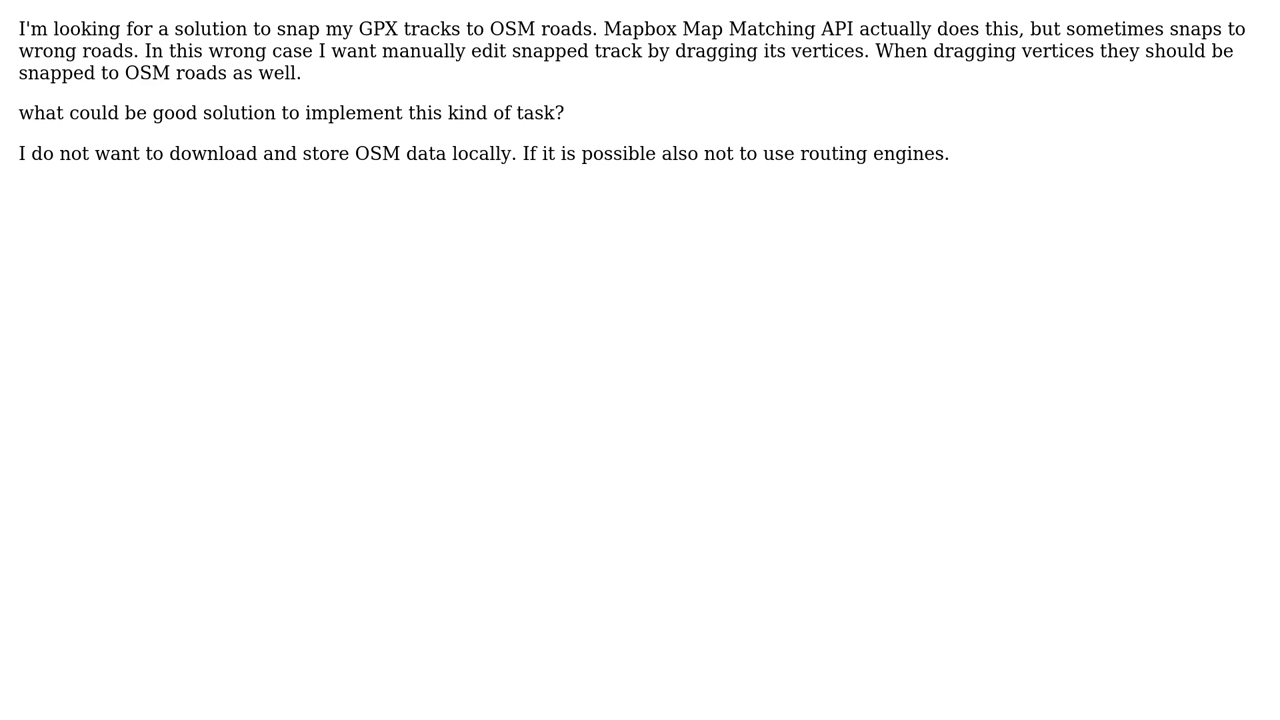 I'm looking for a solution to snap my GPX tracks to OSM roads. Mapbox Map Matching API actually does this, but sometimes snaps to
wrong roads. In this wrong case I want manually edit snapped track by dragging its vertices. When dragging vertices they should be
snapped to OSM roads as well.
what could be good solution to implement this kind of task?
I do not want to download and store OSM data locally. If it is possible also not to use routing engines.